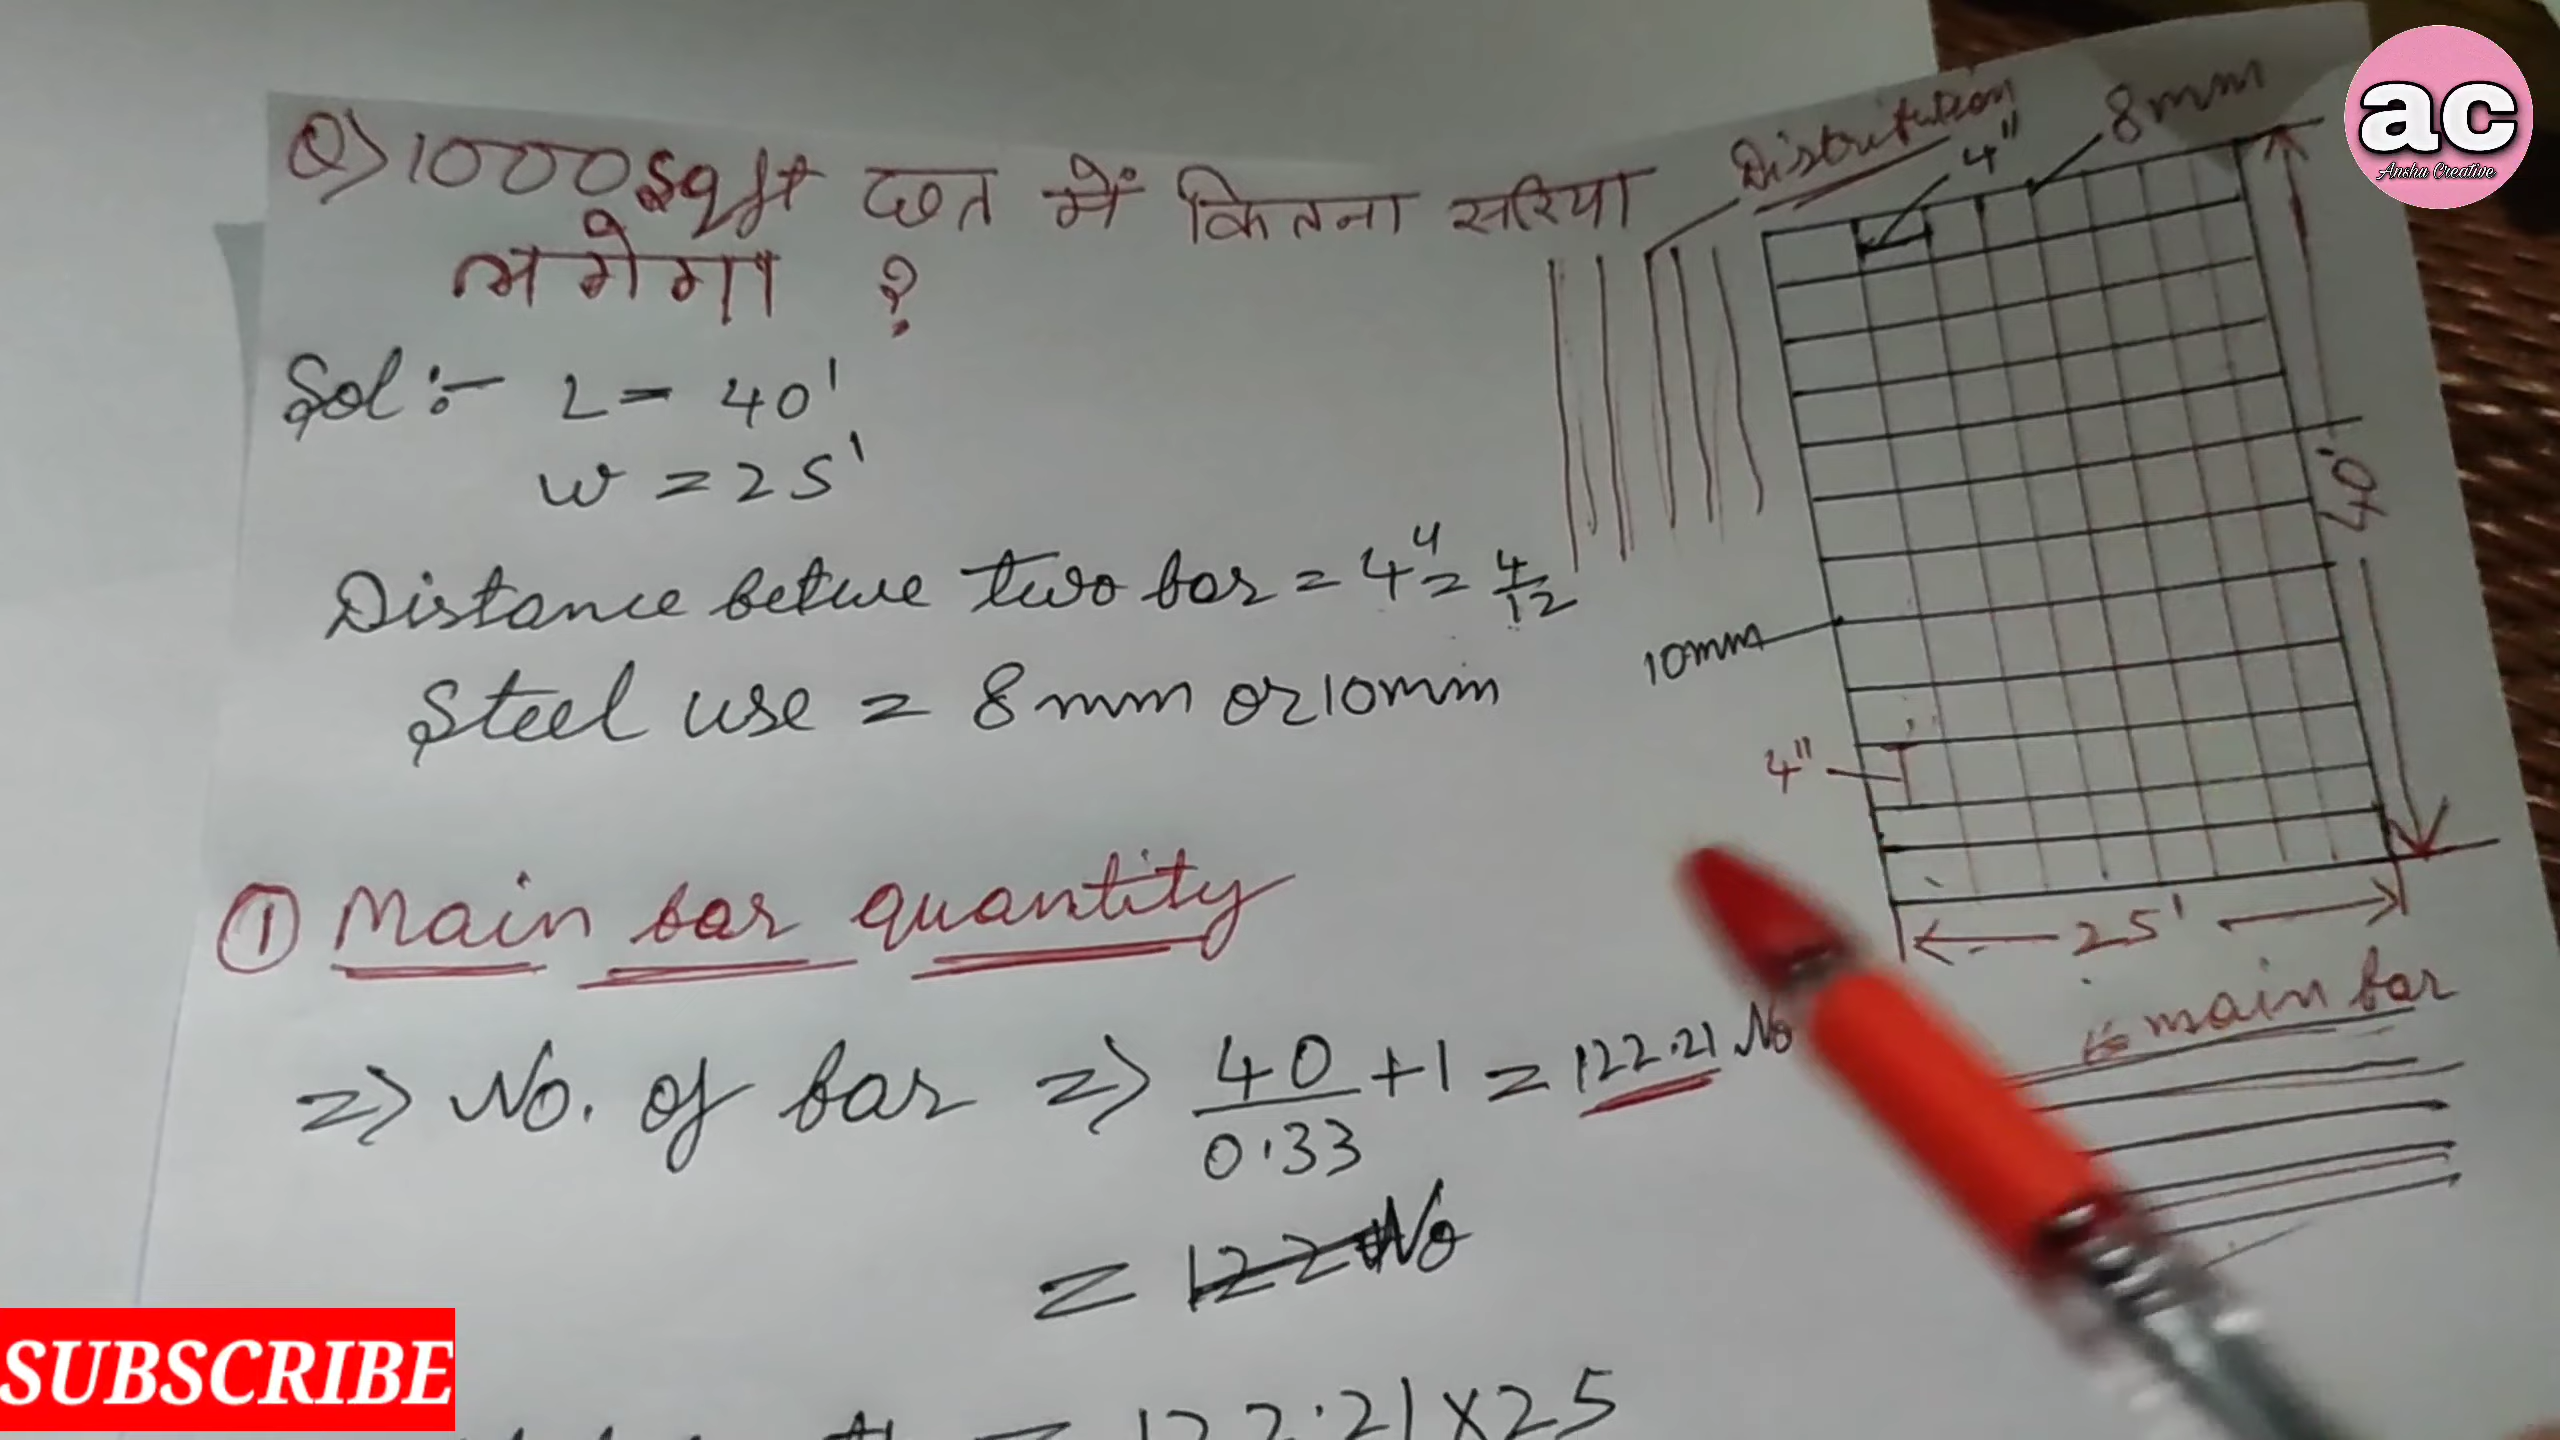 Q> 1000 sqft छत में कितना सरिया
लगेगा ?
Sol :- L = 40'
w = 25'
Distance betwe two bar = 4" = 4/12
Steel use = 8mm or 10mm
① Main bar quantity
=> No. of bar => 40/0.33 + 1 = 122.21 No
= 122 No
= 122.21 x 25
Distribution
4"
8mm
40'
10mm
4"
25'
main bar
ac
Anshu Creative
SUBSCRIBE